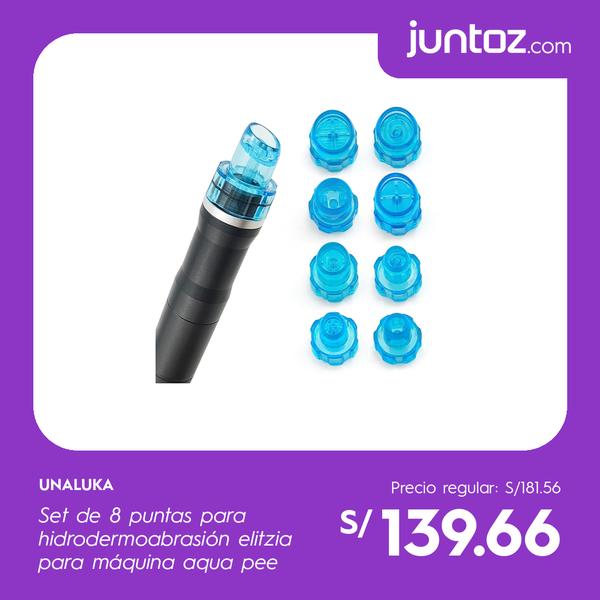 juntoz.com
UNALUKA
Set de 8 puntas para
hidrodermoabrasión elitzia
para máquina aqua pee
Precio regular: S/181.56
S/139.66